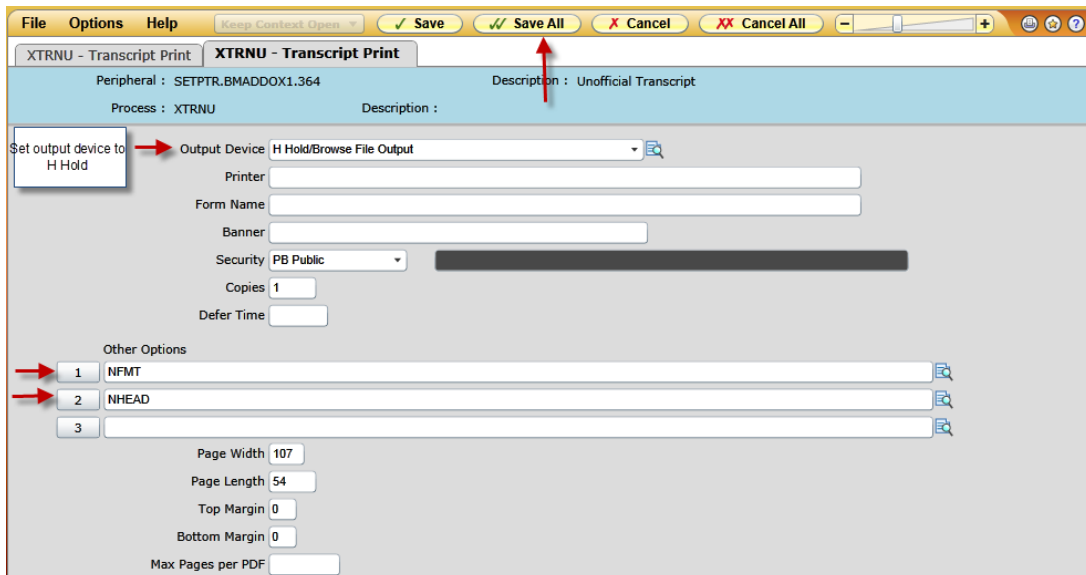 File Options Help Keep Context Open Save Save All Cancel Cancel All
XTRNU - Transcript Print XTRNU - Transcript Print
Peripheral : SETPTR.BMADDOX1.364 Description : Unofficial Transcript
Process : XTRNU Description :
Set output device to
H Hold
Output Device H Hold/Browse File Output
Printer
Form Name
Banner
Security PB Public
Copies 1
Defer Time
Other Options
1 NFMT
2 NHEAD
3
Page Width 107
Page Length 54
Top Margin 0
Bottom Margin 0
Max Pages per PDF